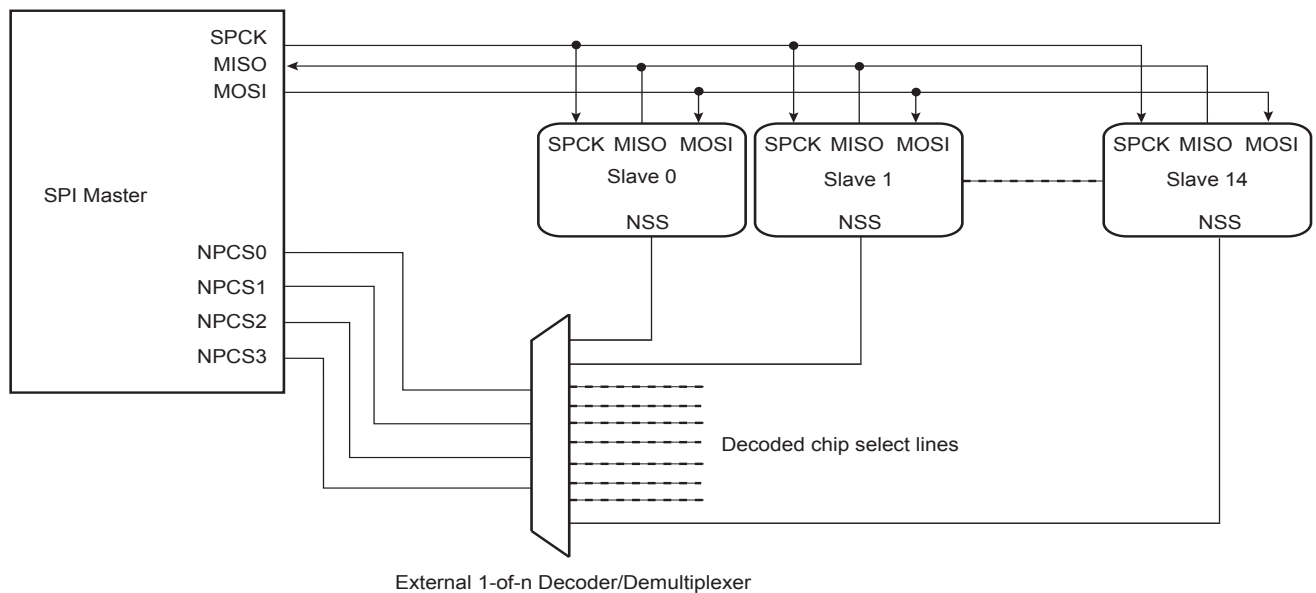 SPCK
MISO
MOSI
SPI Master
NPCS0
NPCS1
NPCS2
NPCS3
SPCK MISO MOSI
Slave 0
NSS
SPCK MISO MOSI
Slave 1
NSS
SPCK MISO MOSI
Slave 14
NSS
Decoded chip select lines
External 1-of-n Decoder/Demultiplexer